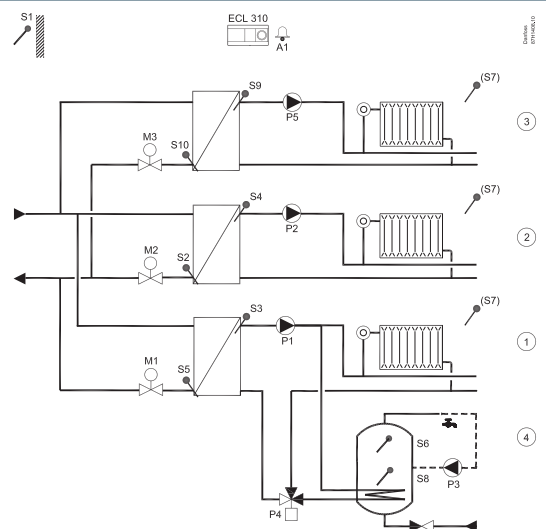 S1
ECL 310
A1
Danfoss
87H1408.10
S9
(S7)
P5
3
M3
S10
S4
(S7)
P2
2
M2
S2
S3
(S7)
P1
1
M1
S5
S6
4
S8
P3
P4